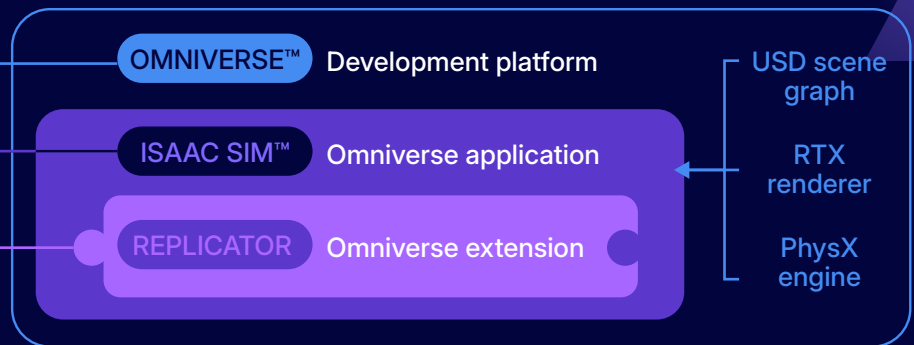 OMNIVERSE™ Development platform
ISAAC SIM™ Omniverse application
REPLICATOR Omniverse extension
USD scene
graph
RTX
renderer
PhysX
engine